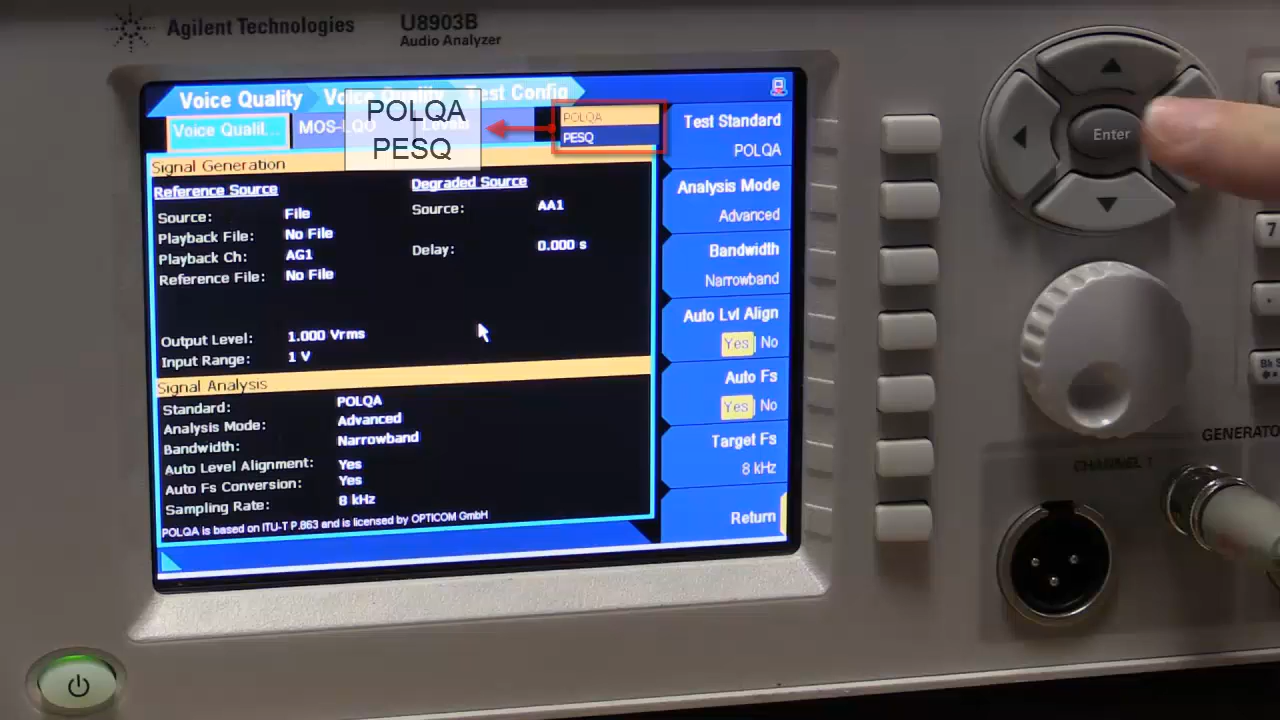 Agilent Technologies
U8903B
Audio Analyzer
Voice Quality
Test Config
Voice Qualit...
MOS-LQO
POLQA
PESQ
POLQA
PESQ
Signal Generation
Reference Source
Degraded Source
Source: File
Source: AA1
Playback File: No File
Playback Ch: AG1
Delay: 0.000 s
Reference File: No File
Output Level: 1.000 Vrms
Input Range: 1 V
Signal Analysis
Standard: POLQA
Analysis Mode: Advanced
Bandwidth: Narrowband
Auto Level Alignment: Yes
Auto Fs Conversion: Yes
Sampling Rate: 8 kHz
POLQA is based on ITU-T P.863 and is licensed by OPTICOM GmbH
Test Standard
POLQA
Analysis Mode
Advanced
Bandwidth
Narrowband
Auto Lvl Align
Yes No
Auto Fs
Yes No
Target Fs
8 kHz
Return
Enter
7
CHANNEL 1